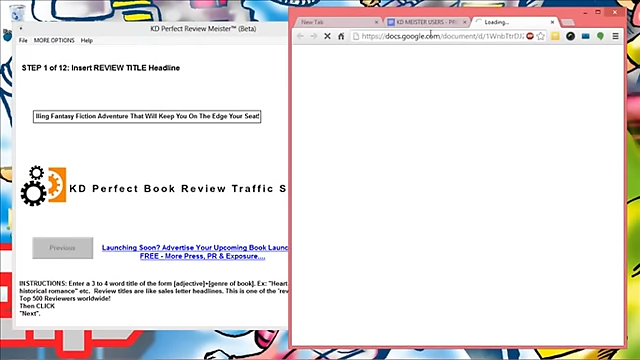 KD Perfect Review Meister™ (Beta)
File MORE OPTIONS Help
STEP 1 of 12: Insert REVIEW TITLE Headline
lling Fantasy Fiction Adventure That Will Keep You On The Edge Your Seat!
KD Perfect Book Review Traffic S
Previous
Launching Soon? Advertise Your Upcoming Book Launc
FREE - More Press, PR & Exposure....
INSTRUCTIONS: Enter a 3 to 4 word title of the form [adjective]+[genre of book], Ex: "Heart
historical romance" etc. Review titles are like sales letter headlines. This is one of the 'rev
Top 500 Reviewers worldwide!
Then CLICK
"Next".
New Tab
KD MEISTER USERS - PR
Loading...
https://docs.google.com/document/d/1WnbTtrDJ